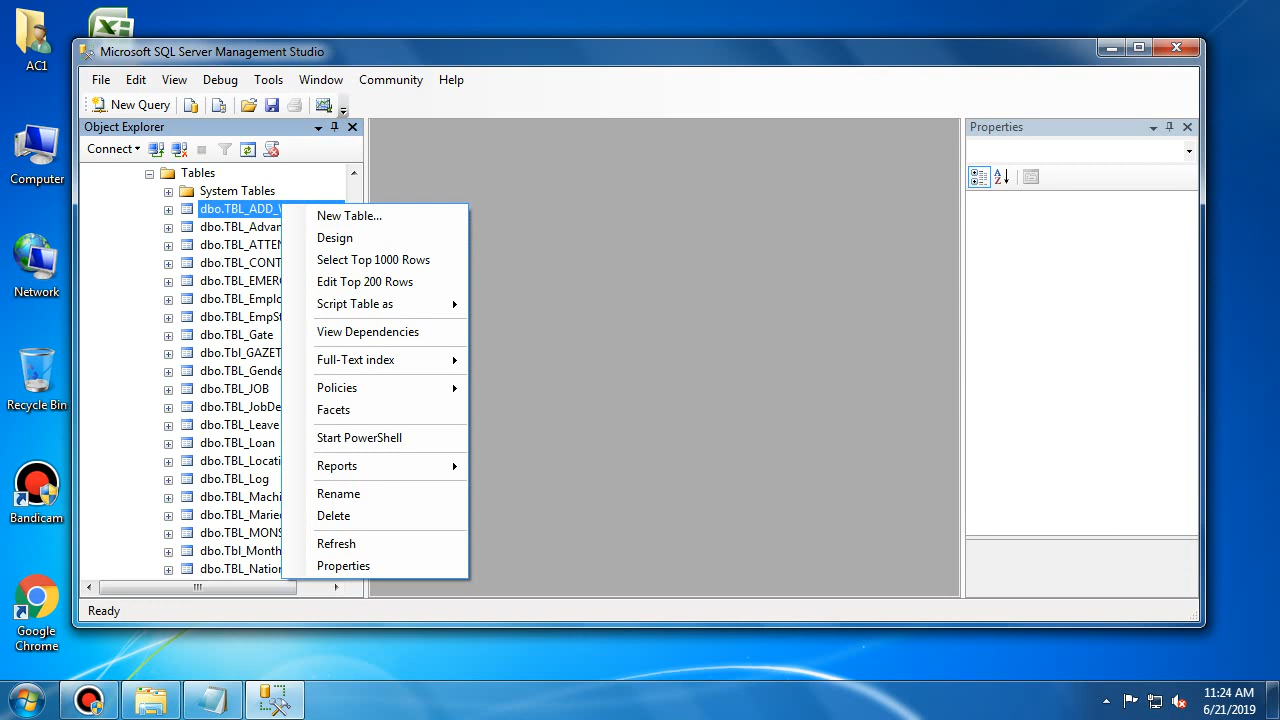 AC1
Computer
Network
Recycle Bin
Bandicam
Google
Chrome
Microsoft SQL Server Management Studio
File Edit View Debug Tools Window Community Help
New Query
Object Explorer
Connect
Tables
System Tables
dbo.TBL_ADD_
dbo.TBL_Advan
dbo.TBL_ATTEN
dbo.TBL_CONT
dbo.TBL_EMERG
dbo.TBL_Emplo
dbo.TBL_EmpSt
dbo.TBL_Gate
dbo.Tbl_GAZET
dbo.TBL_Gende
dbo.TBL_JOB
dbo.TBL_JobDe
dbo.TBL_Leave
dbo.TBL_Loan
dbo.TBL_Locati
dbo.TBL_Log
dbo.TBL_Machi
dbo.TBL_Marie
dbo.TBL_MONS
dbo.Tbl_Month
dbo.TBL_Nation
New Table...
Design
Select Top 1000 Rows
Edit Top 200 Rows
Script Table as
View Dependencies
Full-Text index
Policies
Facets
Start PowerShell
Reports
Rename
Delete
Refresh
Properties
Properties
Ready
11:24 AM
6/21/2019